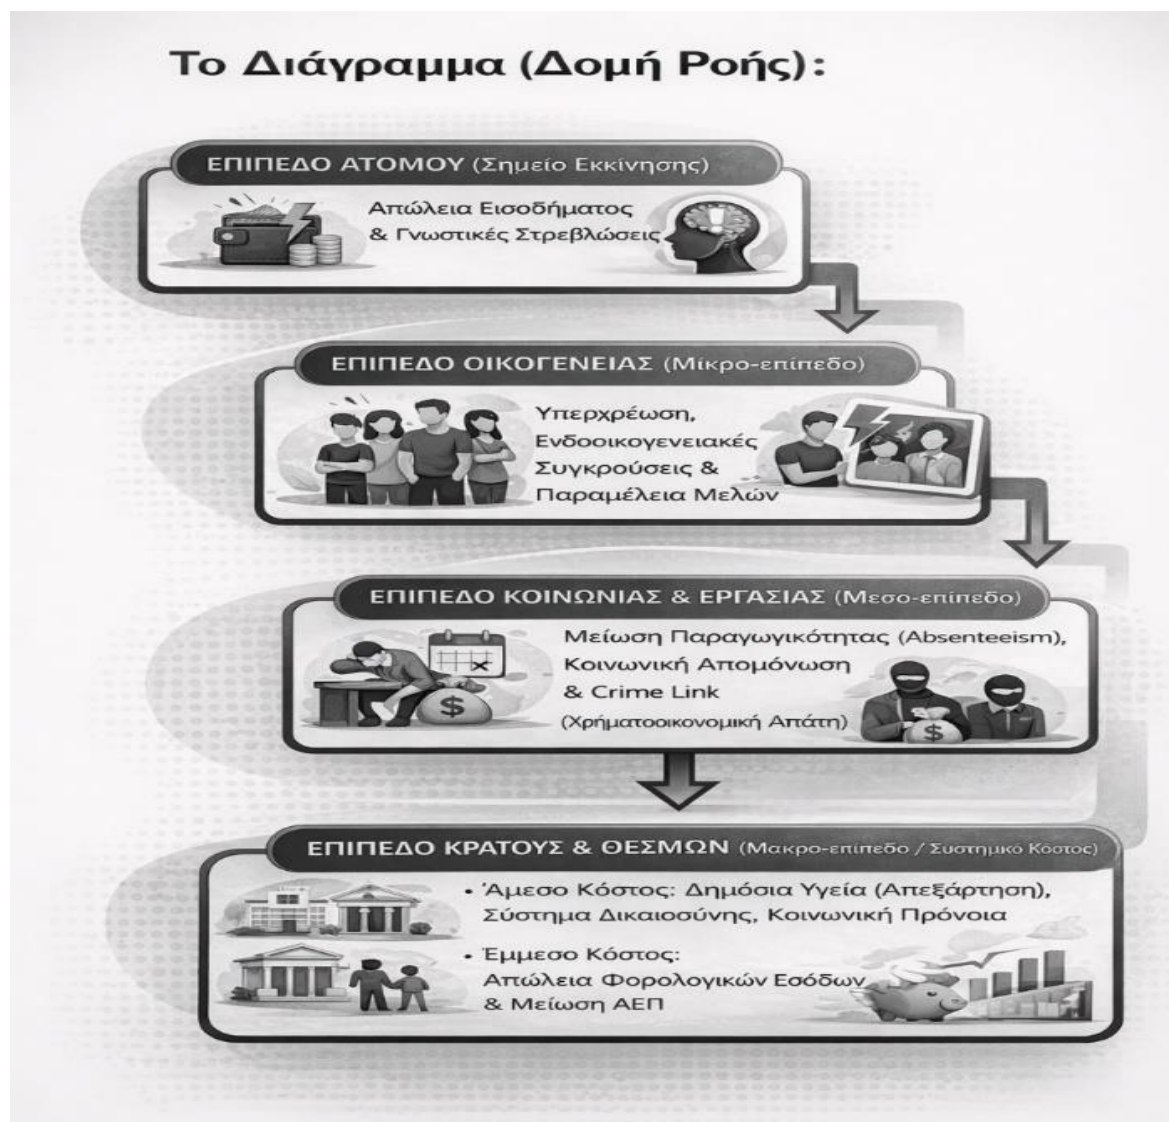 Το Διάγραμμα (Δομή Ροής):
ΕΠΙΠΕΔΟ ΑΤΟΜΟΥ (Σημείο Εκκίνησης)
Απώλεια Εισοδήματος
& Γνωστικές Στρεβλώσεις
ΕΠΙΠΕΔΟ ΟΙΚΟΓΕΝΕΙΑΣ (Μίκρο-επίπεδο)
Υπερχρέωση,
Ενδοοικογενειακές
Συγκρούσεις &
Παραμέλεια Μελών
ΕΠΙΠΕΔΟ ΚΟΙΝΩΝΙΑΣ & ΕΡΓΑΣΙΑΣ (Μεσο-επίπεδο)
Μείωση Παραγωγικότητας (Absenteeism),
Κοινωνική Απομόνωση
& Crime Link
(Χρήματοοικονομική Απάτη)
$
$
ΕΠΙΠΕΔΟ ΚΡΑΤΟΥΣ & ΘΕΣΜΩΝ (Μακρο-επίπεδο / Συστημκό Κόστος)
• Άμεσο Κόστος: Δημόσια Υγεία (Απεξάρτηση),
Σύστημα Δικαιοσύνης, Κοινωνική Πρόνοια
• Έμμεσο Κόστος:
Απώλεια Φορολογικών Εσόδων
& Μείωση ΑΕΠ